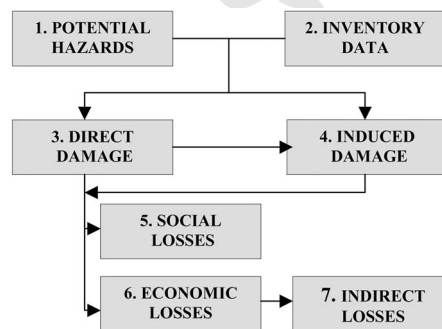 1. POTENTIAL
HAZARDS
2. INVENTORY
DATA
3. DIRECT
DAMAGE
4. INDUCED
DAMAGE
5. SOCIAL
LOSSES
6. ECONOMIC
LOSSES
7. INDIRECT
LOSSES